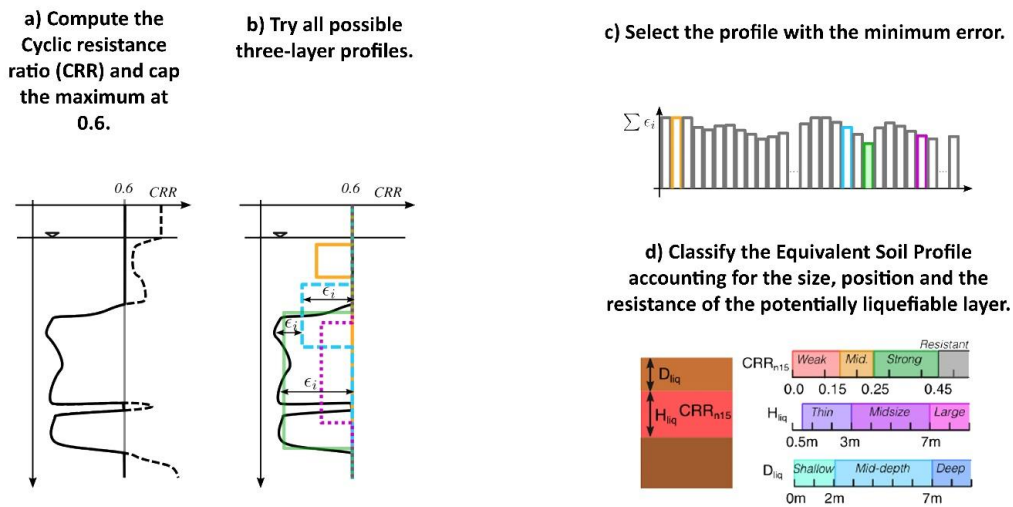 a) Compute the
Cyclic resistance
ratio (CRR) and cap
the maximum at
0.6.
0.6 CRR
b) Try all possible
three-layer profiles.
0.6 CRR
ϵi
ϵi
ϵi
c) Select the profile with the minimum error.
∑ ϵi
d) Classify the Equivalent Soil Profile
accounting for the size, position and the
resistance of the potentially liquefiable layer.
Dliq
Hliq CRRn15
Resistant
CRRn15 Weak Mid. Strong
0.0 0.15 0.25 0.45
Hliq Thin Midsize Large
0.5m 3m 7m
Dliq Shallow Mid-depth Deep
0m 2m 7m